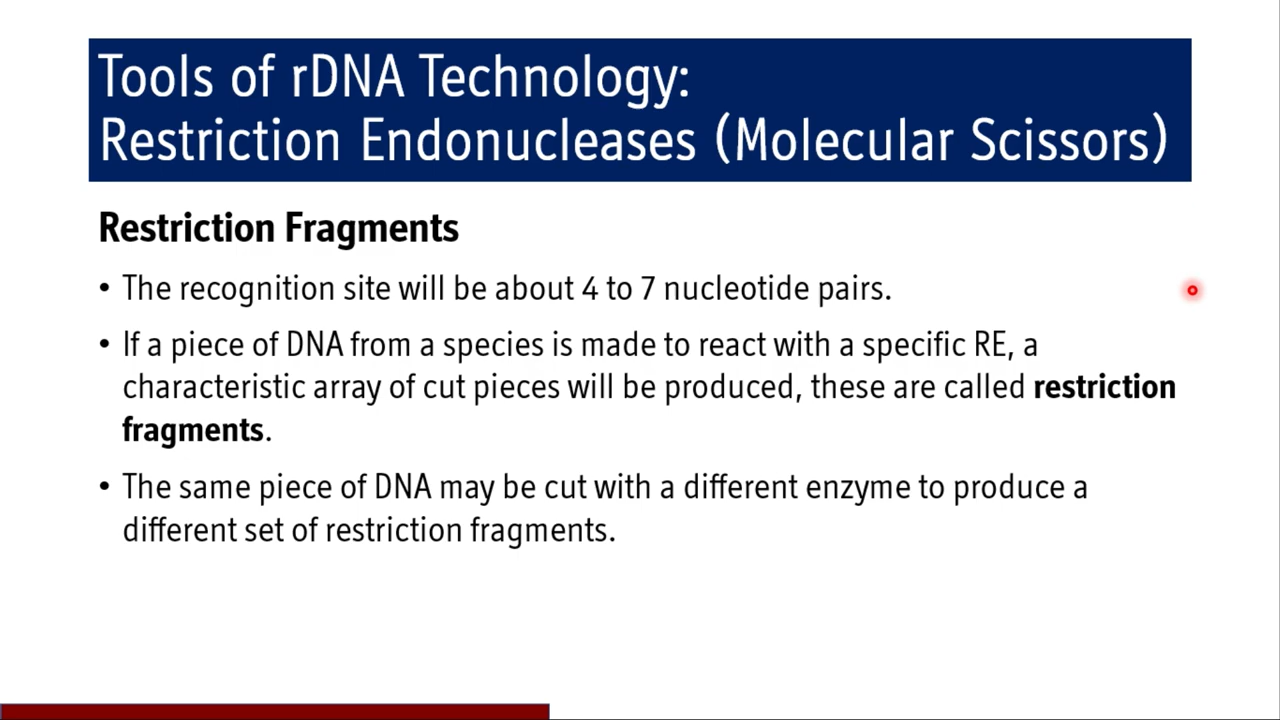 Tools of rDNA Technology:
Restriction Endonucleases (Molecular Scissors)
Restriction Fragments
• The recognition site will be about 4 to 7 nucleotide pairs.
• If a piece of DNA from a species is made to react with a specific RE, a
characteristic array of cut pieces will be produced, these are called restriction
fragments.
• The same piece of DNA may be cut with a different enzyme to produce a
different set of restriction fragments.